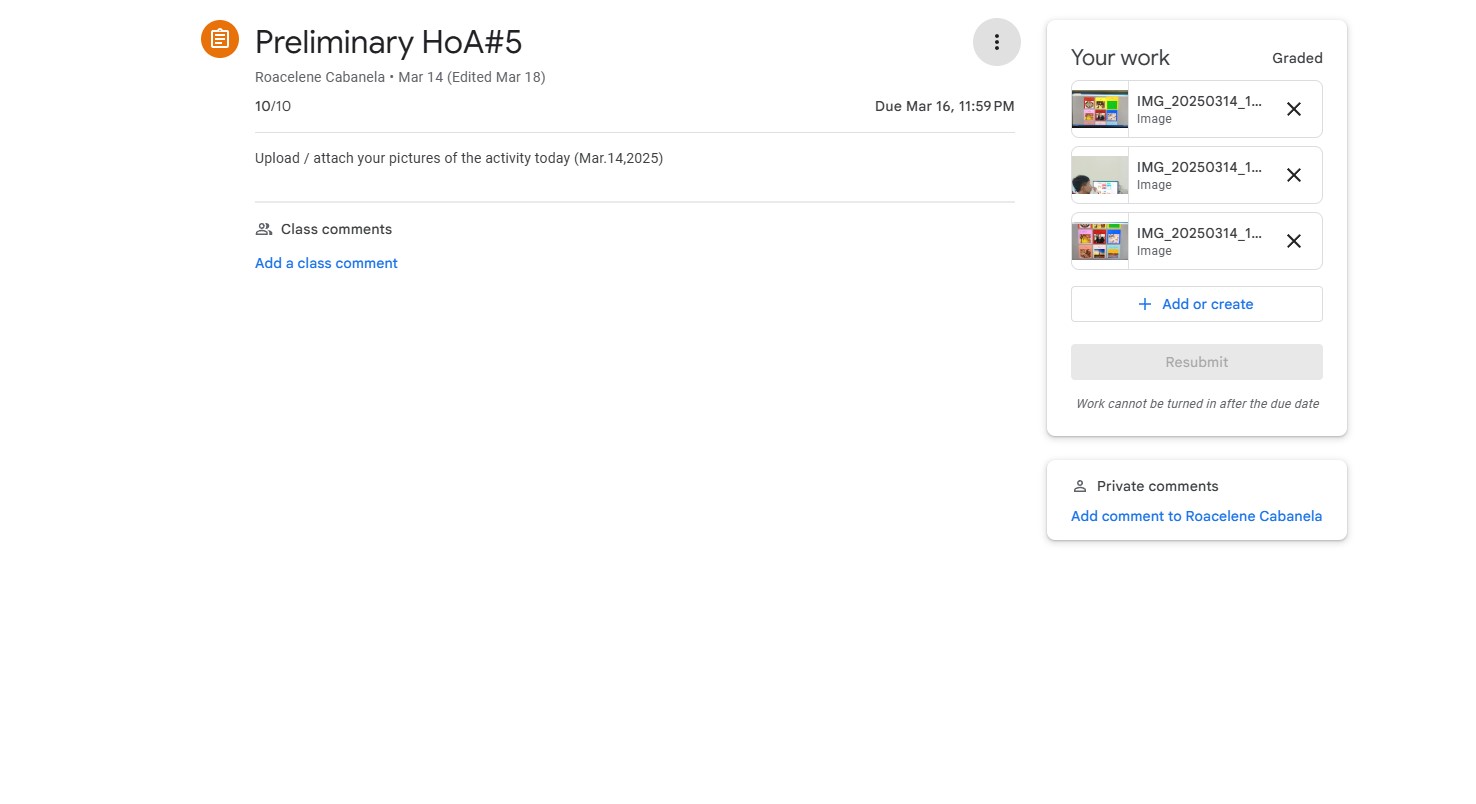 Preliminary HoA#5
Roacelene Cabanela • Mar 14 (Edited Mar 18)
10/10
Due Mar 16, 11:59 PM
Upload / attach your pictures of the activity today (Mar.14,2025)
Class comments
Add a class comment
Your work
Graded
IMG_20250314_1...
Image
IMG_20250314_1...
Image
IMG_20250314_1...
Image
Add or create
Resubmit
Work cannot be turned in after the due date
Private comments
Add comment to Roacelene Cabanela